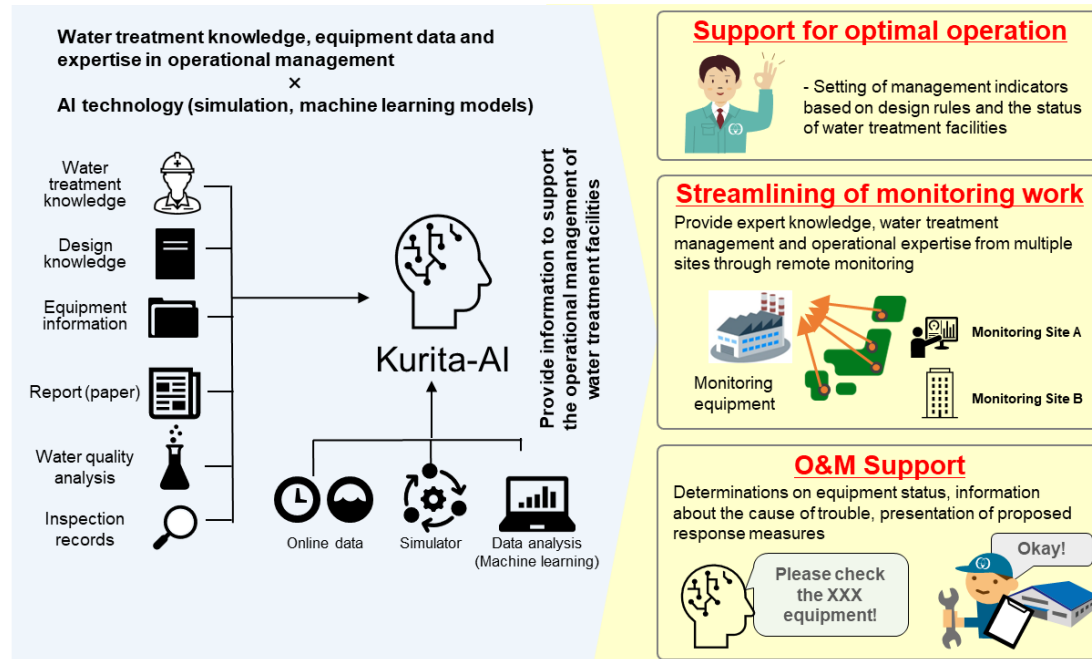 Water treatment knowledge, equipment data and
expertise in operational management
×
AI technology (simulation, machine learning models)
Water
treatment
knowledge
Design
knowledge
Equipment
information
Report (paper)
Water quality
analysis
Inspection
records
Kurita-AI
Online data
Simulator
Data analysis
(Machine learning)
Provide information to support
the operational management of
water treatment facilities
Support for optimal operation
- Setting of management indicators
based on design rules and the status
of water treatment facilities
Streamlining of monitoring work
Provide expert knowledge, water treatment
management and operational expertise from multiple
sites through remote monitoring
Monitoring
equipment
Monitoring Site A
Monitoring Site B
O&M Support
Determinations on equipment status, information
about the cause of trouble, presentation of proposed
response measures
Please check
the XXX
equipment!
Okay!